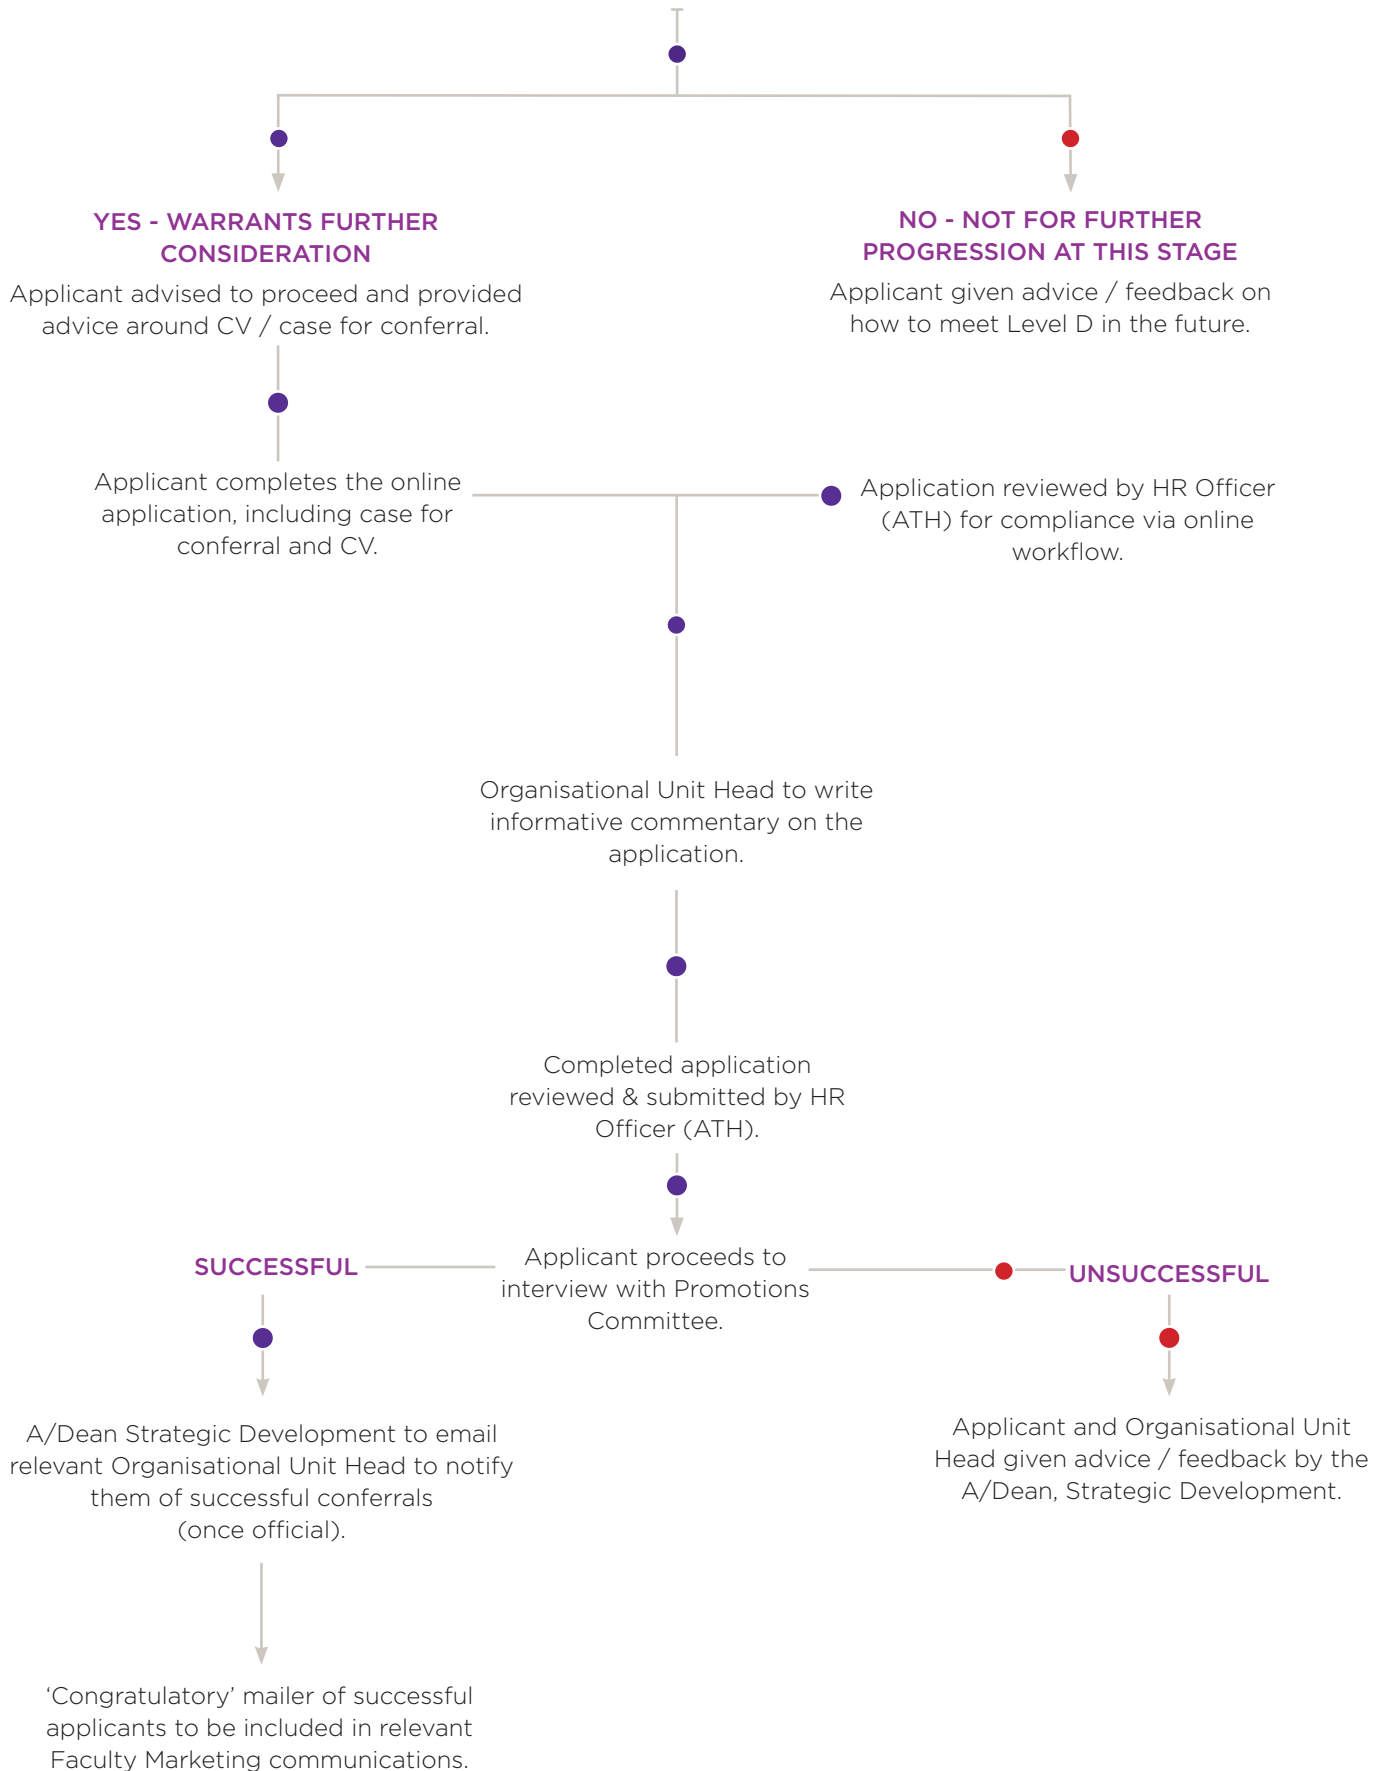 YES - WARRANTS FURTHER
CONSIDERATION
Applicant advised to proceed and provided
advice around CV / case for conferral.
NO - NOT FOR FURTHER
PROGRESSION AT THIS STAGE
Applicant given advice / feedback on
how to meet Level D in the future.
Applicant completes the online
application, including case for
conferral and CV.
Application reviewed by HR Officer
(ATH) for compliance via online
workflow.
Organisational Unit Head to write
informative commentary on the
application.
Completed application
reviewed & submitted by HR
Officer (ATH).
Applicant proceeds to
interview with Promotions
Committee.
SUCCESSFUL
UNSUCCESSFUL
A/Dean Strategic Development to email
relevant Organisational Unit Head to notify
them of successful conferrals
(once official).
Applicant and Organisational Unit
Head given advice / feedback by the
A/Dean, Strategic Development.
‘Congratulatory’ mailer of successful
applicants to be included in relevant
Faculty Marketing communications.